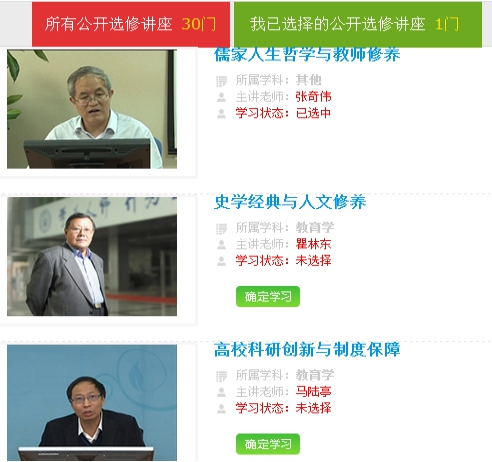 所有公开选修讲座 30门
我已选择的公开选修讲座 1门
儒家人生哲学与教师修养
所属学科：其他
主讲老师：张奇伟
学习状态：已选中
史学经典与人文修养
所属学科：教育学
主讲老师：瞿林东
学习状态：未选择
确定学习
高校科研创新与制度保障
所属学科：教育学
主讲老师：马陆亭
学习状态：未选择
确定学习